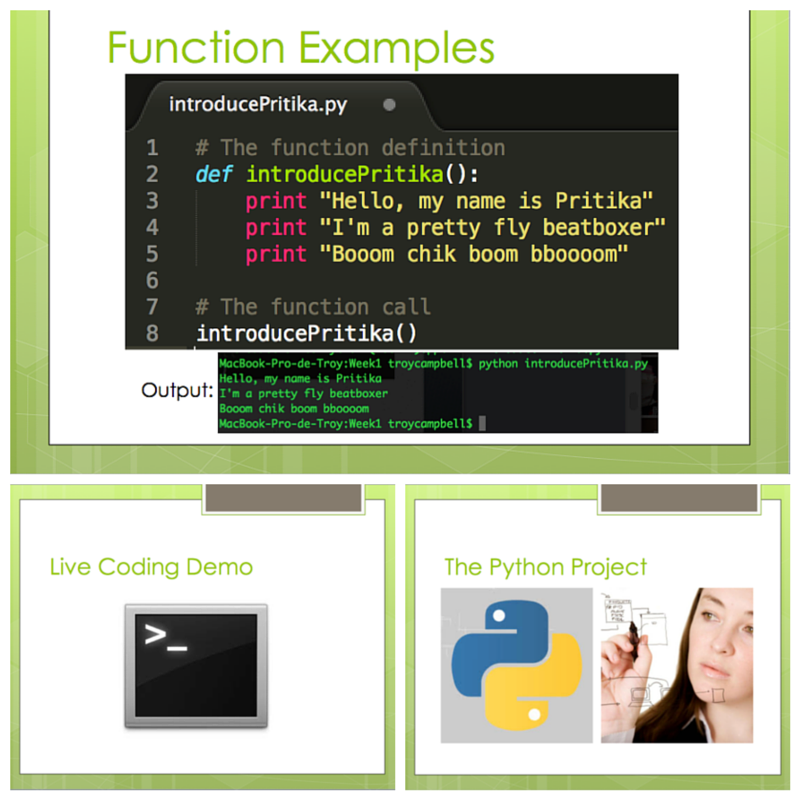 Function Examples
introducePritika.py
1 # The function definition
2 def introducePritika():
3 print "Hello, my name is Pritika"
4 print "I'm a pretty fly beatboxer"
5 print "Booom chik boom bboooom"
6
7 # The function call
8 introducePritika()
Output:
MacBook-Pro-de-Troy:Week1 troycampbell$ python introducePritika.py
Hello, my name is Pritika
I'm a pretty fly beatboxer
Booom chik boom bboooom
MacBook-Pro-de-Troy:Week1 troycampbell$
Live Coding Demo
>_
The Python Project